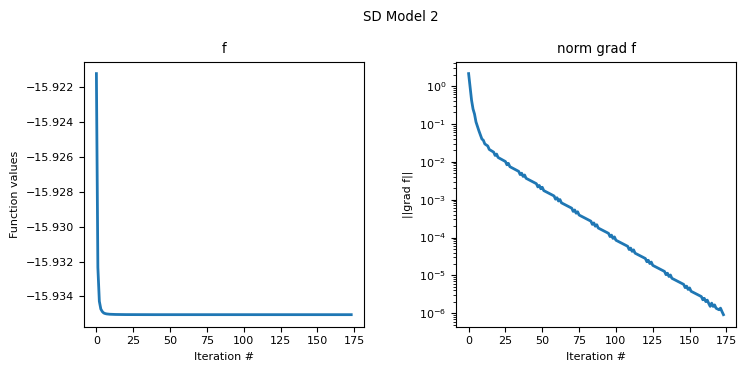 SD Model 2
f
norm grad f
Function values
−15.922
−15.924
−15.926
−15.928
−15.930
−15.932
−15.934
0 25 50 75 100 125 150 175
Iteration #
||grad f||
10⁰
10⁻¹
10⁻²
10⁻³
10⁻⁴
10⁻⁵
10⁻⁶
0 25 50 75 100 125 150 175
Iteration #